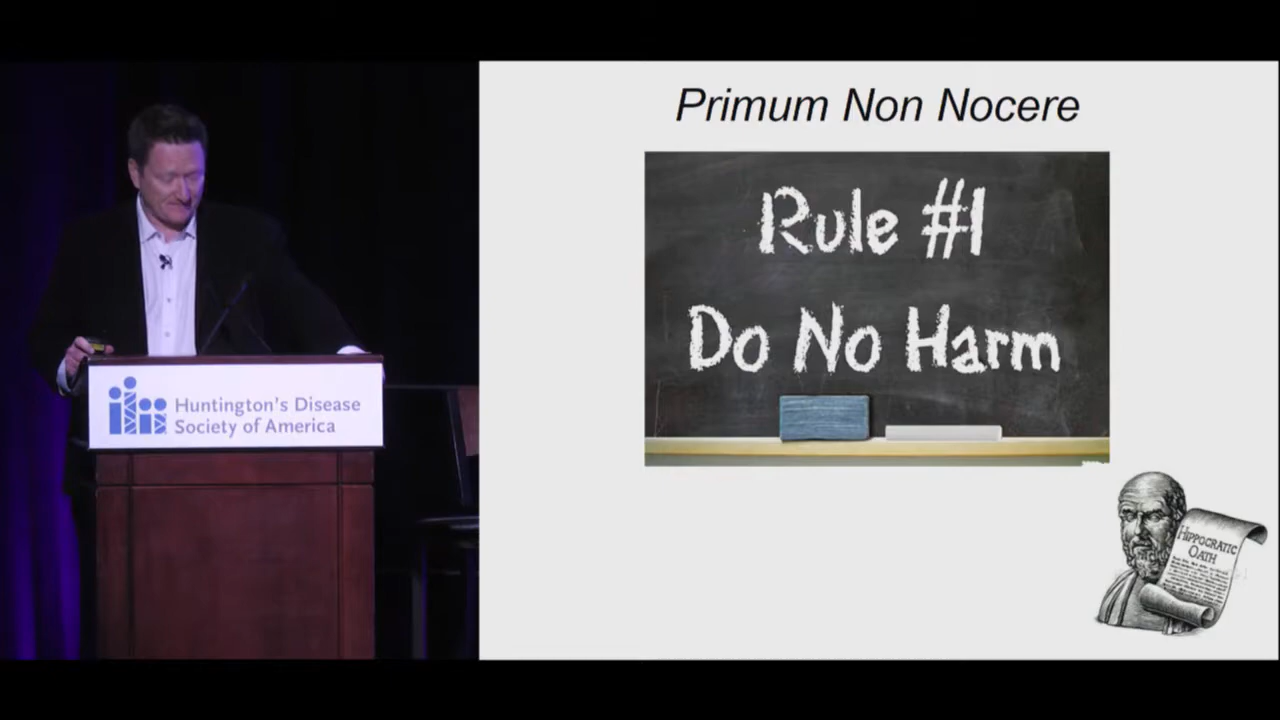 Primum Non Nocere
Rule #1
Do No Harm
Huntington's Disease
Society of America
HIPPOCRATIC
OATH